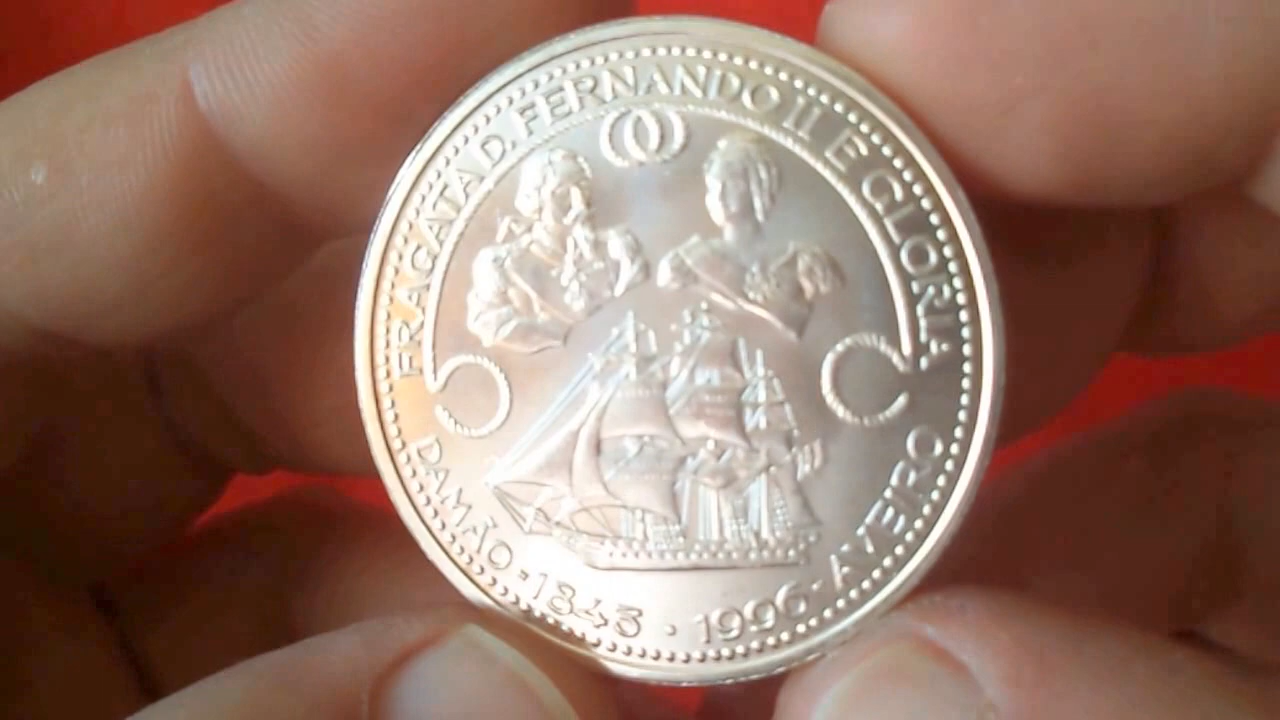 FRAGATA D. FERNANDO II E GLORIA
DAMÃO · 1843 · 1996 · AVEIRO